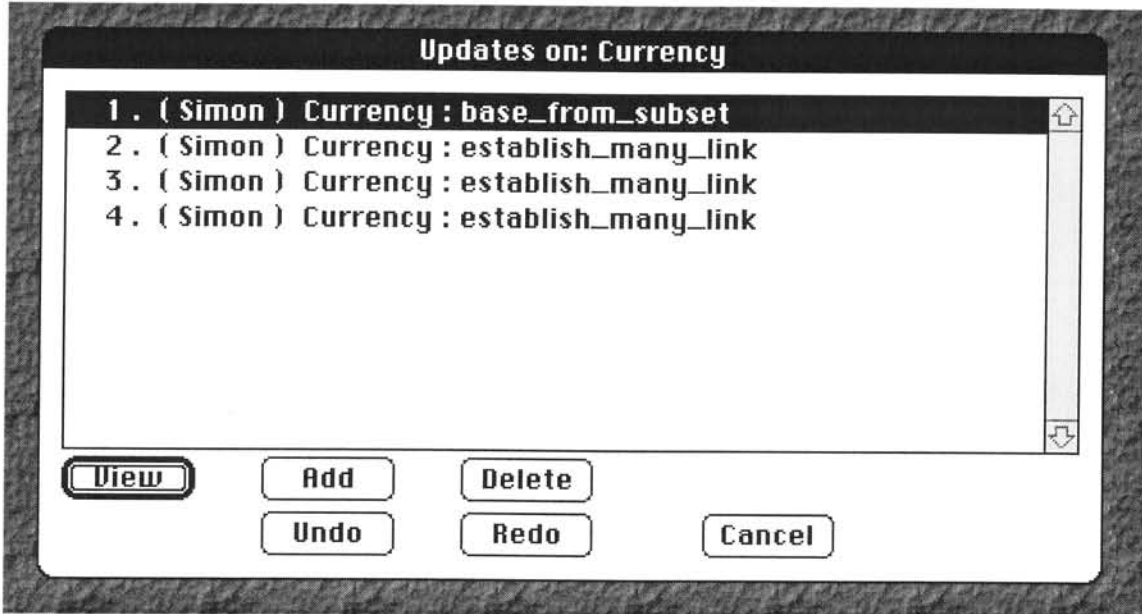 Updates on: Currency
1. (Simon) Currency : base_from_subset
2. (Simon) Currency : establish_many_link
3. (Simon) Currency : establish_many_link
4. (Simon) Currency : establish_many_link
View Add Delete
Undo Redo Cancel